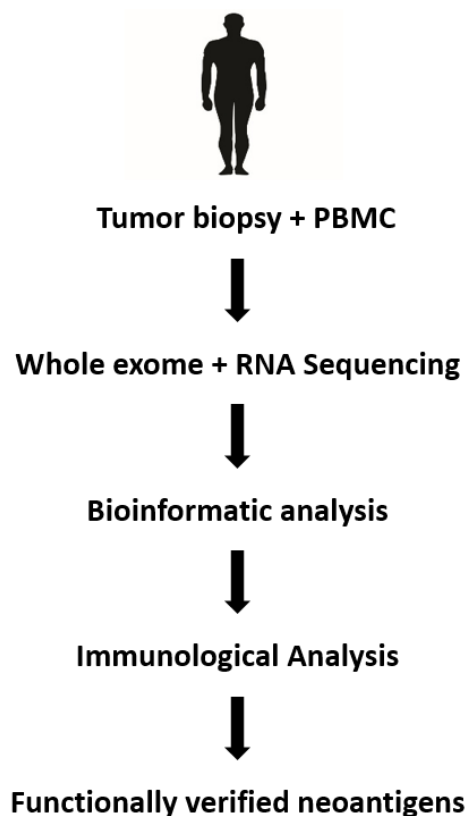 Tumor biopsy + PBMC
Whole exome + RNA Sequencing
Bioinformatic analysis
Immunological Analysis
Functionally verified neoantigens